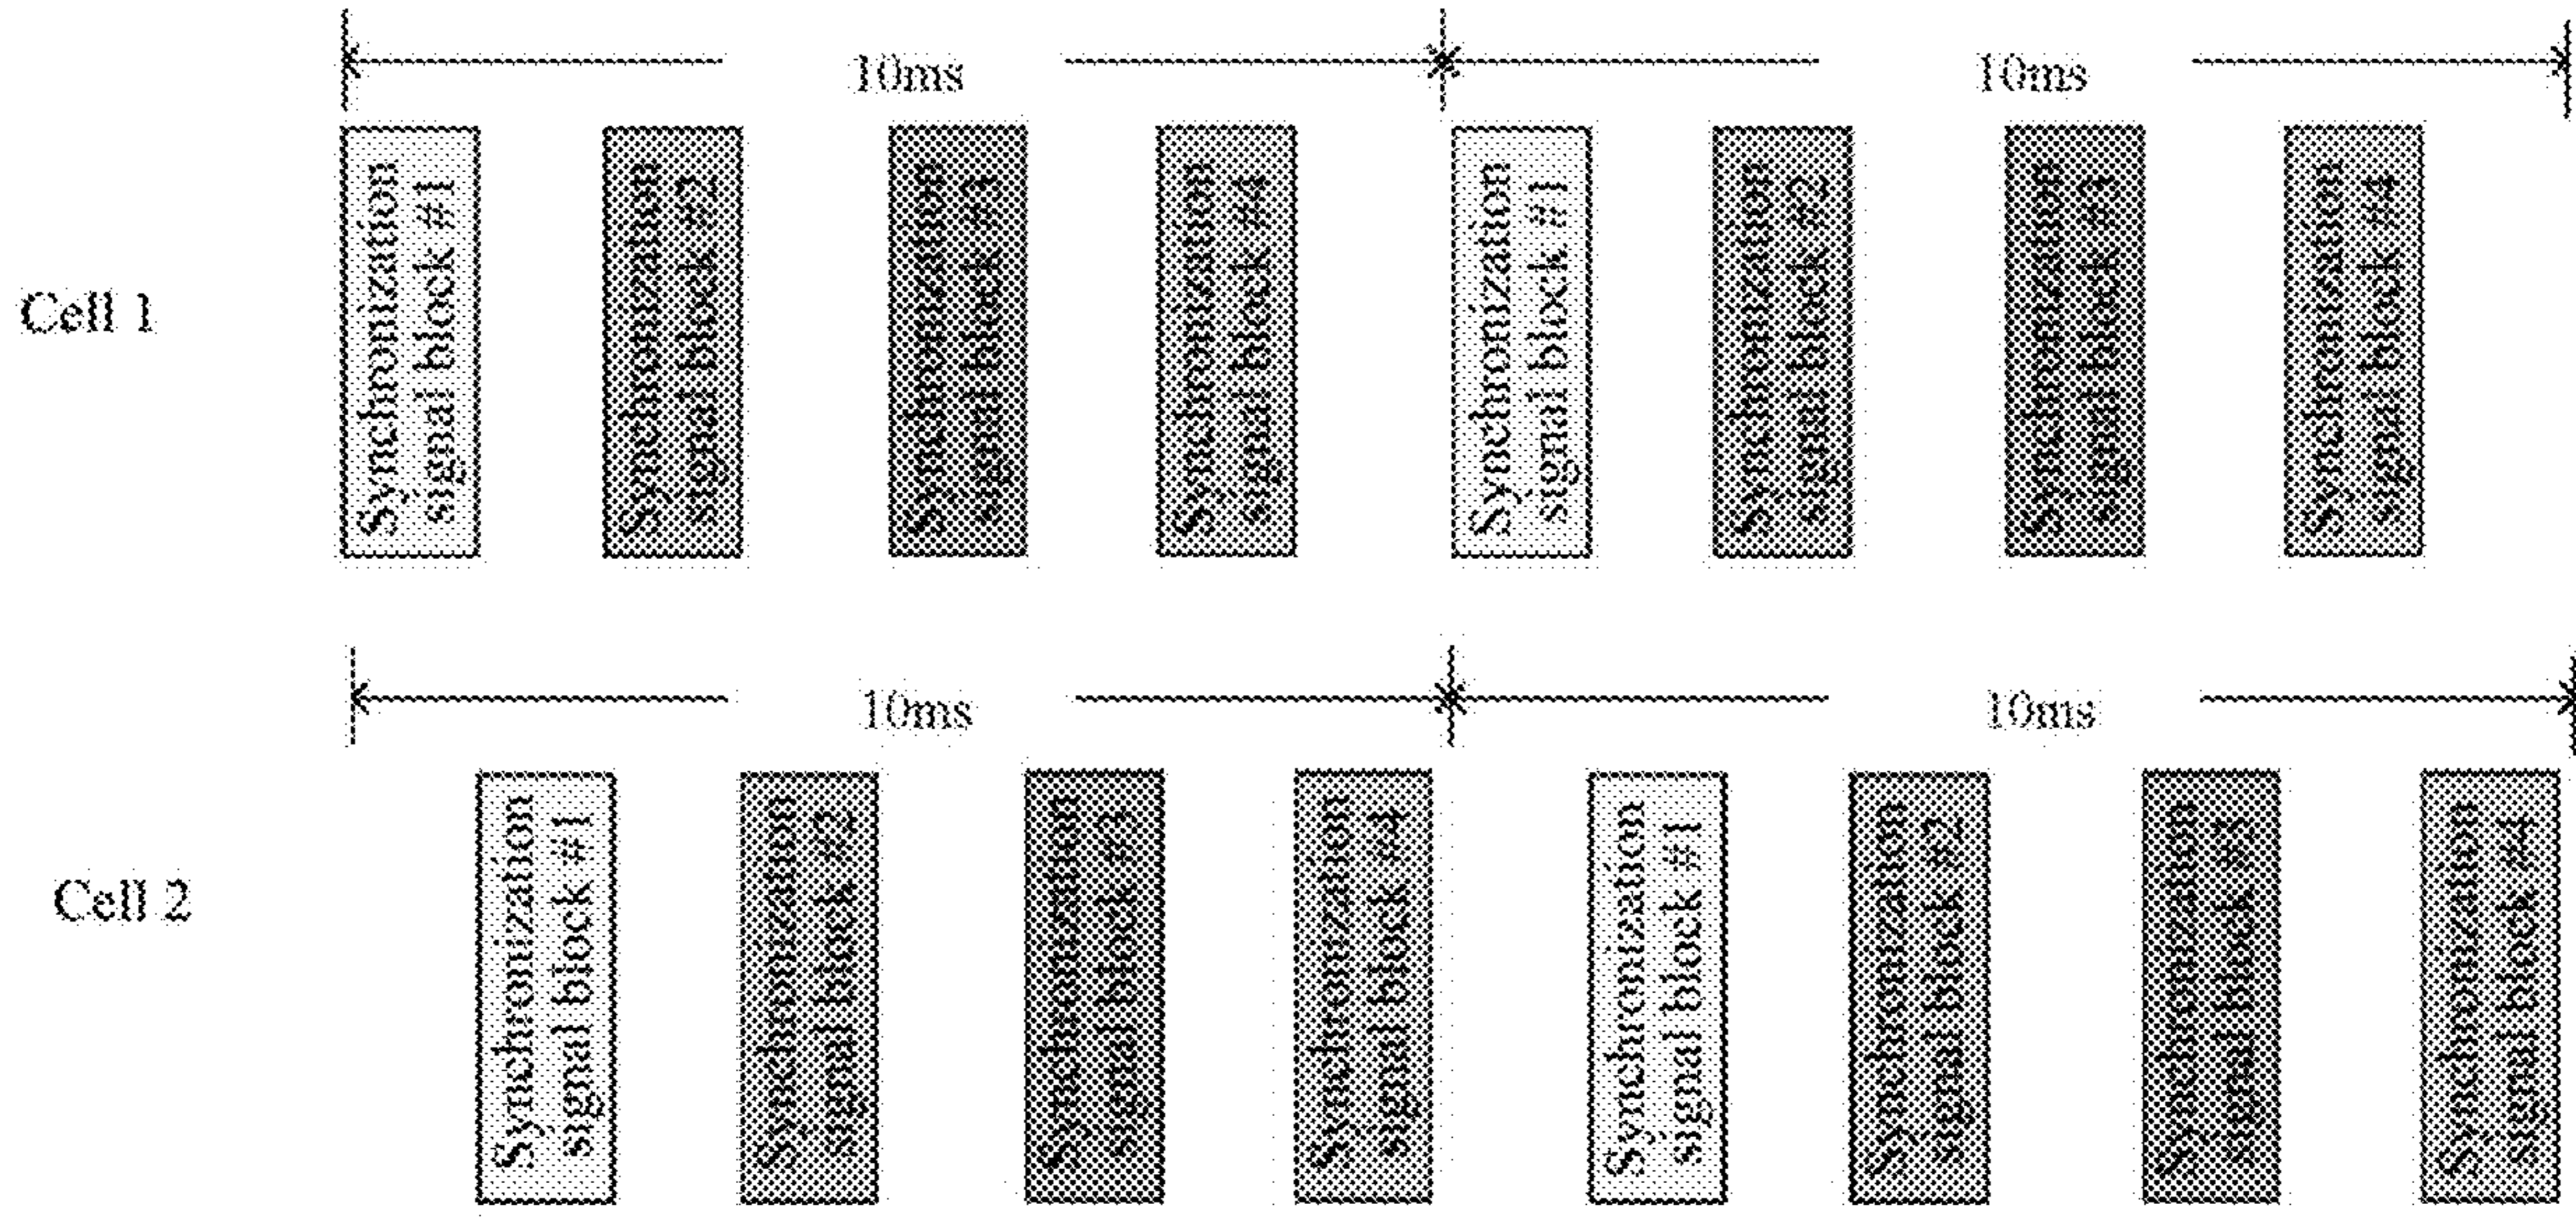 10ms
10ms
Cell 1
Synchronization
signal block #1
Synchronization
signal block #2
Synchronization
signal block #3
Synchronization
signal block #4
Synchronization
signal block #1
Synchronization
signal block #2
Synchronization
signal block #3
Synchronization
signal block #4
10ms
10ms
Cell 2
Synchronization
signal block #1
Synchronization
signal block #2
Synchronization
signal block #3
Synchronization
signal block #4
Synchronization
signal block #1
Synchronization
signal block #2
Synchronization
signal block #3
Synchronization
signal block #4